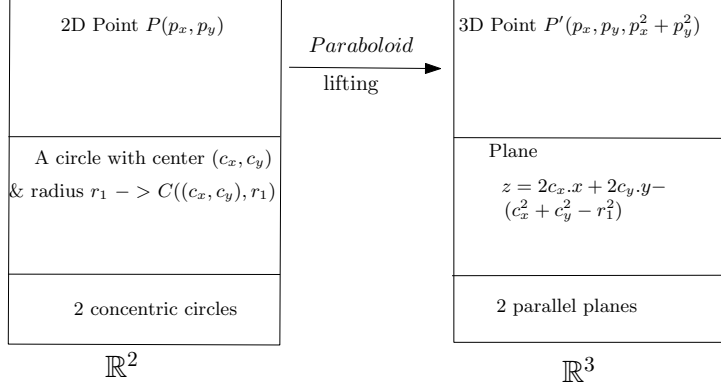 2D Point P(p_x, p_y)
Paraboloid
lifting
3D Point P′(p_x, p_y, p_x^2 + p_y^2)
A circle with center (c_x, c_y)
& radius r_1 − > C((c_x, c_y), r_1)
Plane
z = 2c_x.x + 2c_y.y−
(c_x^2 + c_y^2 − r_1^2)
2 concentric circles
2 parallel planes
ℝ^2
ℝ^3